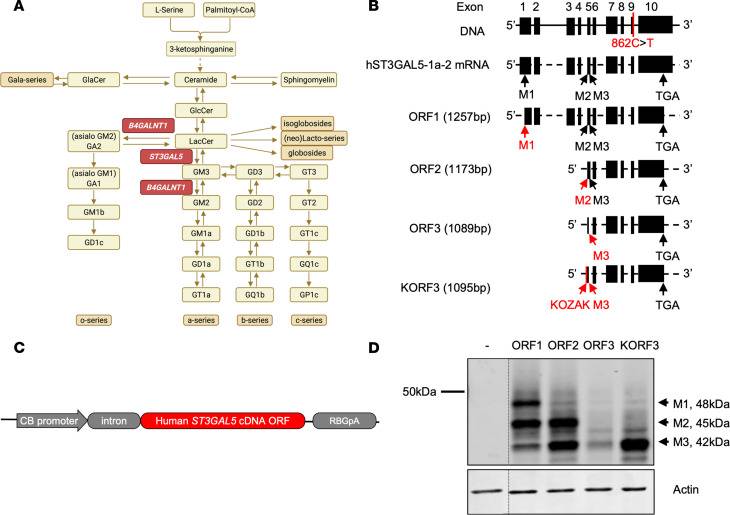 A
L-Serine
Palmitoyl-CoA
3-ketosphinganine
Gala-series
GlaCer
Ceramide
Sphingomyelin
GlcCer
B4GALNT1
isoglobosides
(asialo GM2)
GA2
LacCer
(neo)Lacto-series
ST3GAL5
globosides
(asialo GM1)
GA1
GM3
GD3
GT3
B4GALNT1
GM2
GD2
GT2
GM1b
GM1a
GD1b
GT1c
GD1c
GD1a
GT1b
GQ1c
GT1a
GQ1b
GP1c
o-series
a-series
b-series
c-series
B
Exon
1 2 3 4 56 7 8 9 10
DNA
5' 3'
862C>T
hST3GAL5-1a-2 mRNA
5' 3'
M1 M2 M3 TGA
ORF1 (1257bp)
5' 3'
M1 M2 M3 TGA
ORF2 (1173bp)
5' 3'
M2 M3 TGA
ORF3 (1089bp)
5' 3'
M3 TGA
KORF3 (1095bp)
5' 3'
KOZAK M3 TGA
C
CB promoter
intron
Human ST3GAL5 cDNA ORF
RBGpA
D
- ORF1 ORF2 ORF3 KORF3
50kDa
M1, 48kDa
M2, 45kDa
M3, 42kDa
Actin